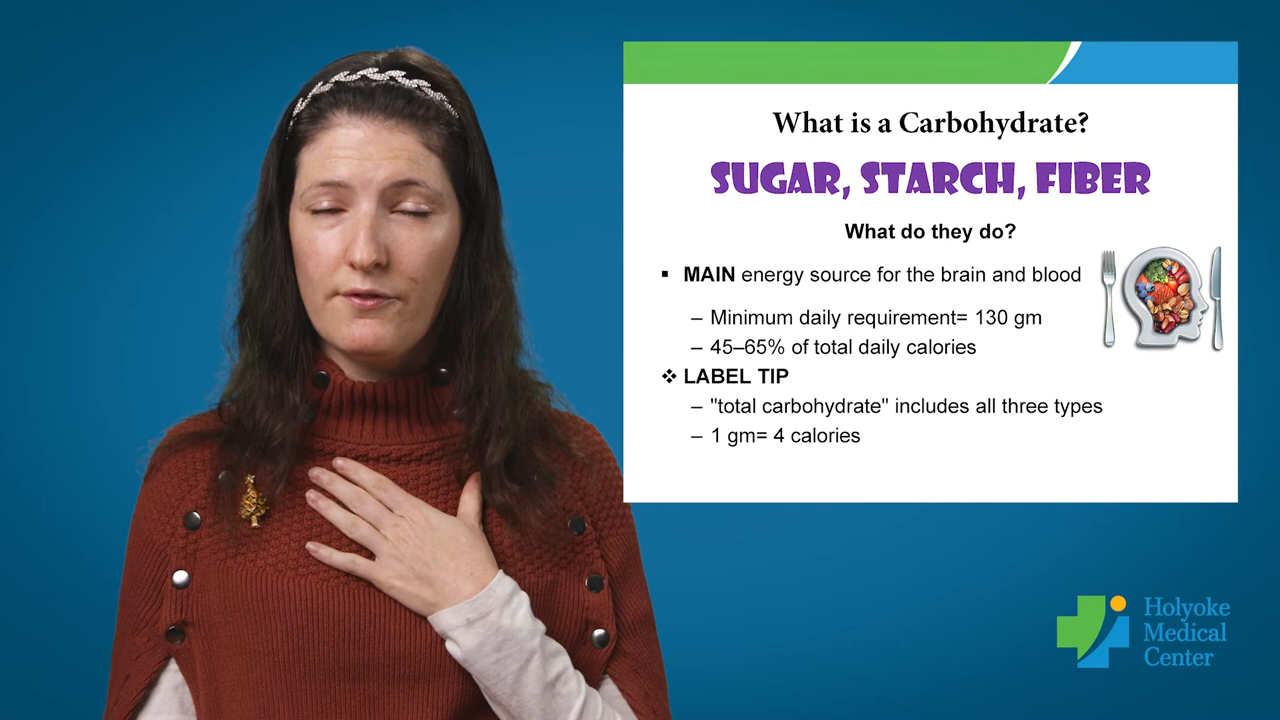 What is a Carbohydrate?
SUGAR, STARCH, FIBER
What do they do?
▪ MAIN energy source for the brain and blood
– Minimum daily requirement= 130 gm
– 45–65% of total daily calories
❖ LABEL TIP
– "total carbohydrate" includes all three types
– 1 gm= 4 calories
Holyoke
Medical
Center